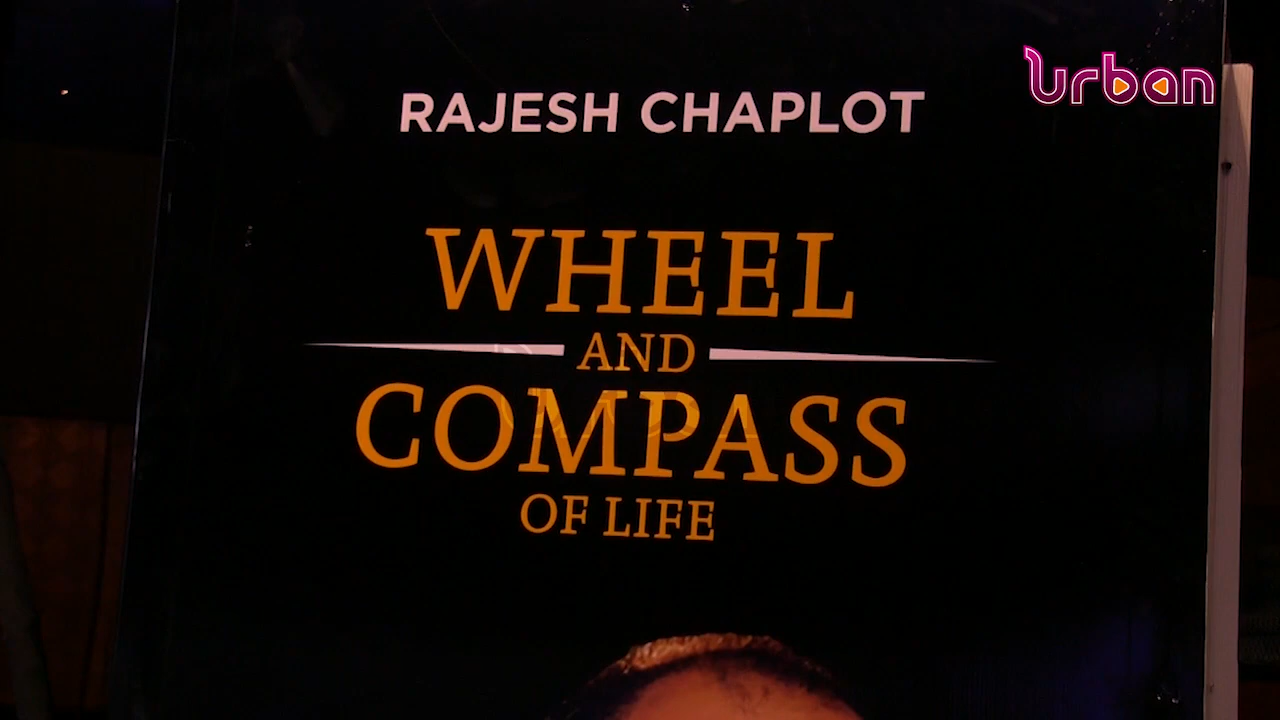 urban
RAJESH CHAPLOT
WHEEL
AND
COMPASS
OF LIFE